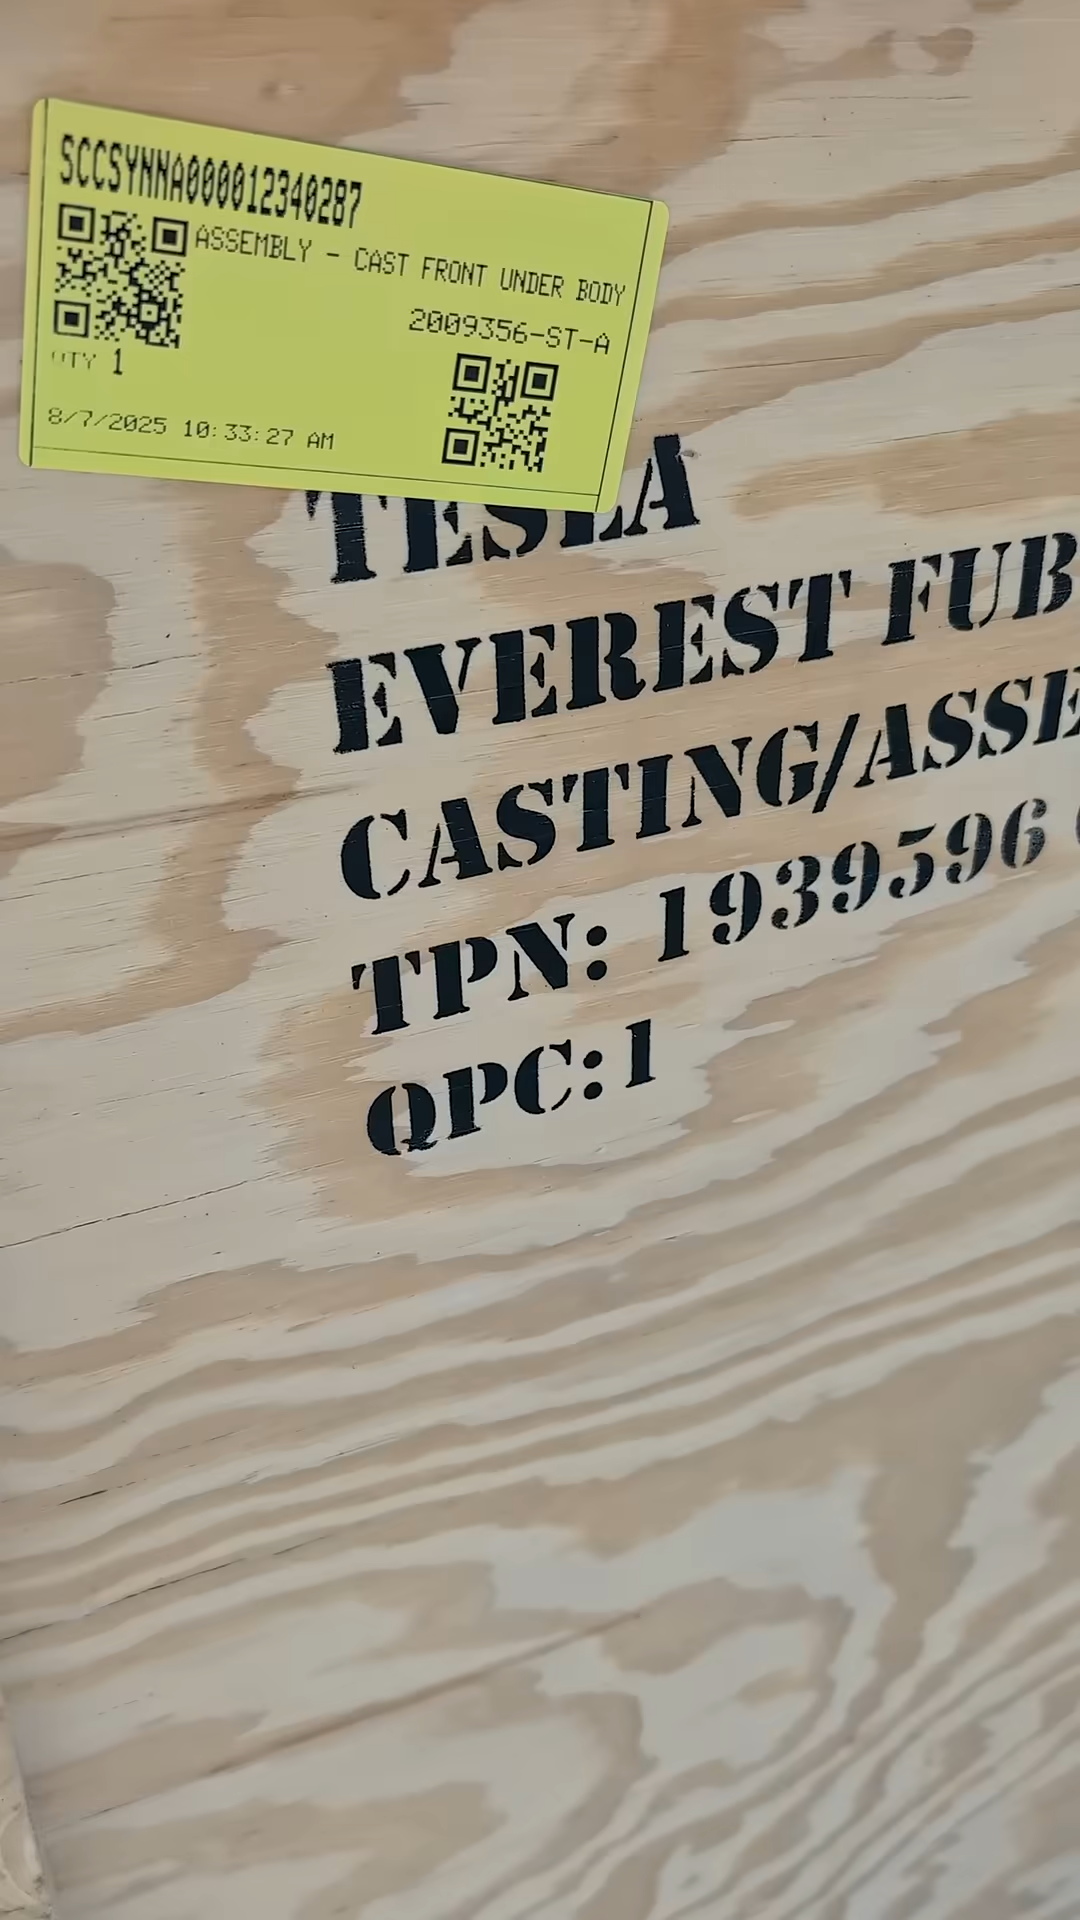 SCCSYNNA000012340287
ASSEMBLY - CAST FRONT UNDER BODY
2009356-ST-A
QTY 1
8/7/2025 10:33:27 AM
TESLA
EVEREST FUB
CASTING/ASSE
TPN: 1939596
QPC:1